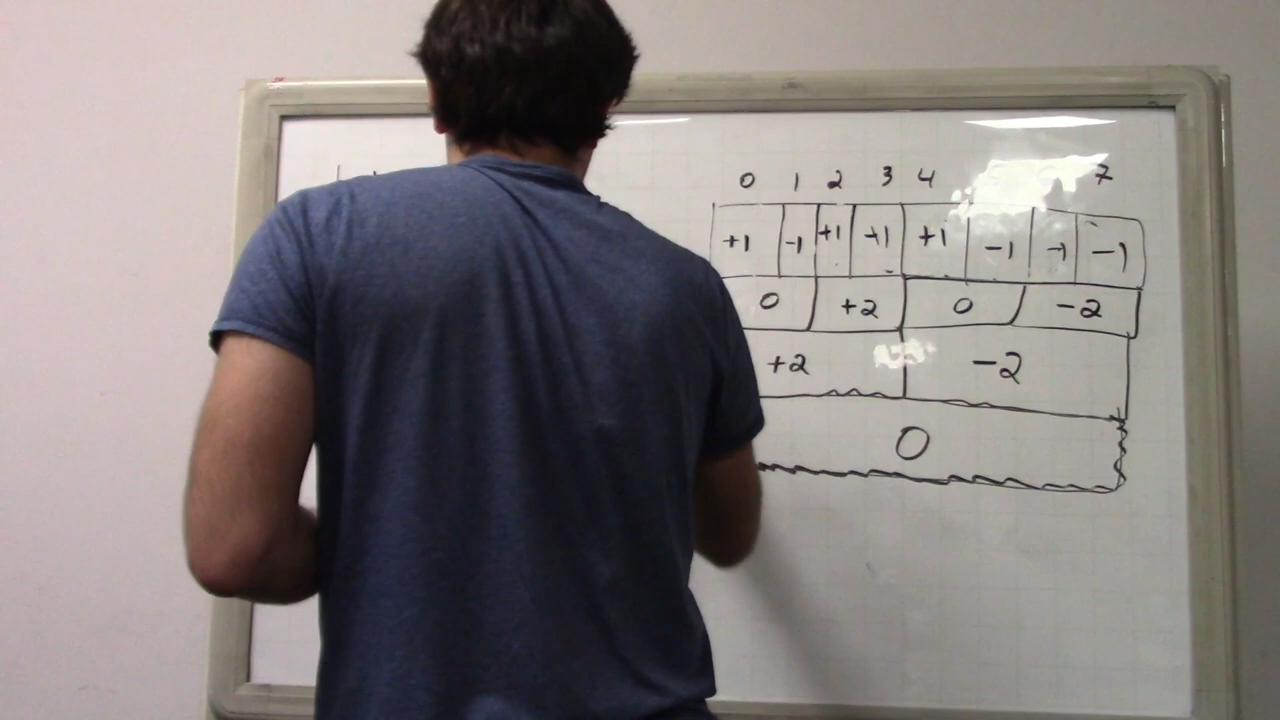 0 1 2 3 4 7
+1 -1 +1 +1 +1 -1 -1 -1
0 +2 0 -2
+2 -2
0